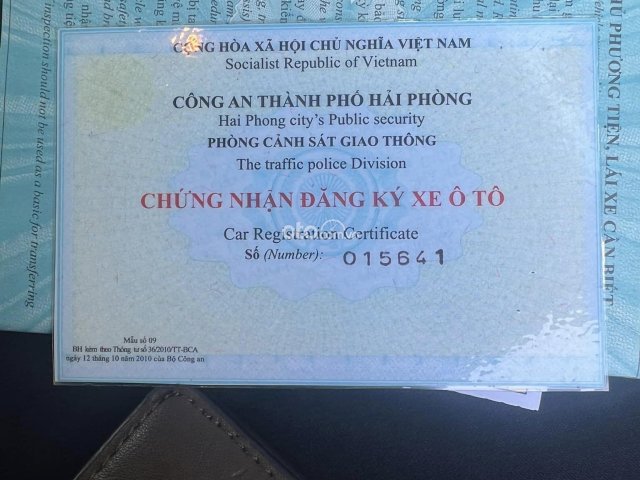 CỘNG HÒA XÃ HỘI CHỦ NGHĨA VIỆT NAM
Socialist Republic of Vietnam
CÔNG AN THÀNH PHỐ HẢI PHÒNG
Hai Phong city's Public security
PHÒNG CẢNH SÁT GIAO THÔNG
The traffic police Division
CHỨNG NHẬN ĐĂNG KÝ XE Ô TÔ
Car Registration Certificate
Số (Number): 015641
Mẫu số 09
BH kèm theo Thông tư số 36/2010/TT-BCA
ngày 12 tháng 10 năm 2010 của Bộ Công an
inspection should not be used as a basis for transferring
PHƯƠNG TIỆN, LÁI XE CẦN BIẾT